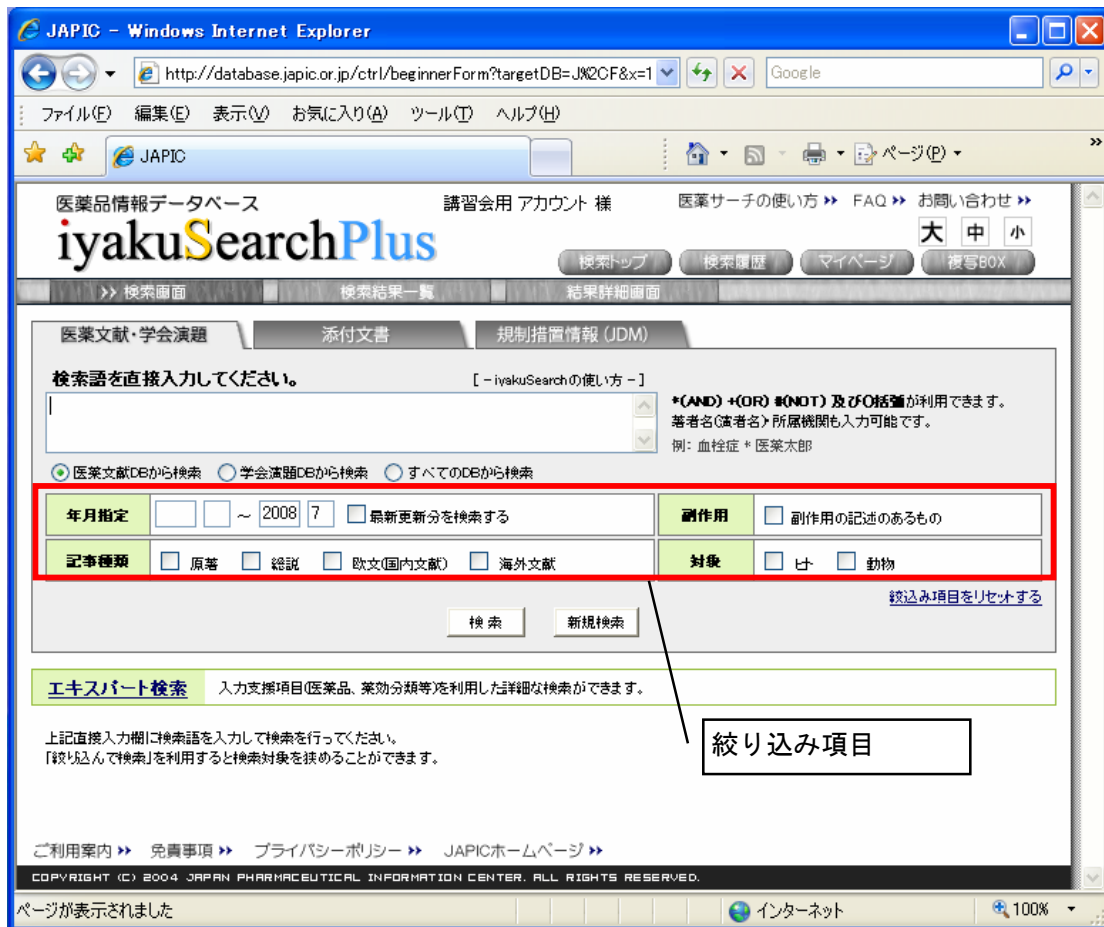 JAPIC - Windows Internet Explorer
http://database.japic.or.jp/ctrl/beginnerForm?targetDB=J%2CF&x=1
Google
ファイル(F) 編集(E) 表示(V) お気に入り(A) ツール(T) ヘルプ(H)
JAPIC
ページ(P)
医薬品情報データベース
講習会用 アカウント 様
医薬サーチの使い方 FAQ お問い合わせ
iyakuSearchPlus
大 中 小
検索トップ 検索履歴 マイページ 複写BOX
>> 検索画面 検索結果一覧 結果詳細画面
医薬文献・学会演題 添付文書 規制措置情報 (JDM)
検索語を直接入力してください。
[ - iyakuSearchの使い方 - ]
*(AND) +(OR) #(NOT) 及び()括弧が利用できます。
著者名(演者名)、所属機関も入力可能です。
例: 血栓症 * 医薬太郎
医薬文献DBから検索 学会演題DBから検索 すべてのDBから検索
年月指定 ~ 2008 7 最新更新分を検索する 副作用 副作用の記述のあるもの
記事種類 原著 総説 欧文(国内文献) 海外文献 対象 ヒト 動物
絞込み項目をリセットする
検 索 新規検索
エキスパート検索 入力支援項目(医薬品、薬効分類等)を利用した詳細な検索ができます。
絞り込み項目
上記直接入力欄に検索語を入力して検索を行ってください。
「絞り込んで検索」を利用すると検索対象を狭めることができます。
ご利用案内 免責事項 プライバシーポリシー JAPICホームページ
COPYRIGHT (C) 2004 JAPAN PHARMACEUTICAL INFORMATION CENTER. ALL RIGHTS RESERVED.
ページが表示されました インターネット 100%